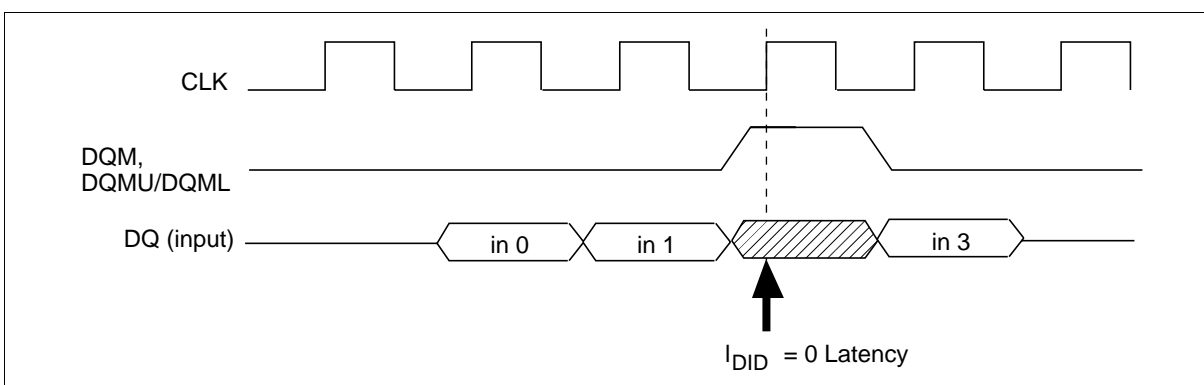 CLK
DQM,
DQMU/DQML
DQ (input)
in 0
in 1
in 3
IDID = 0 Latency